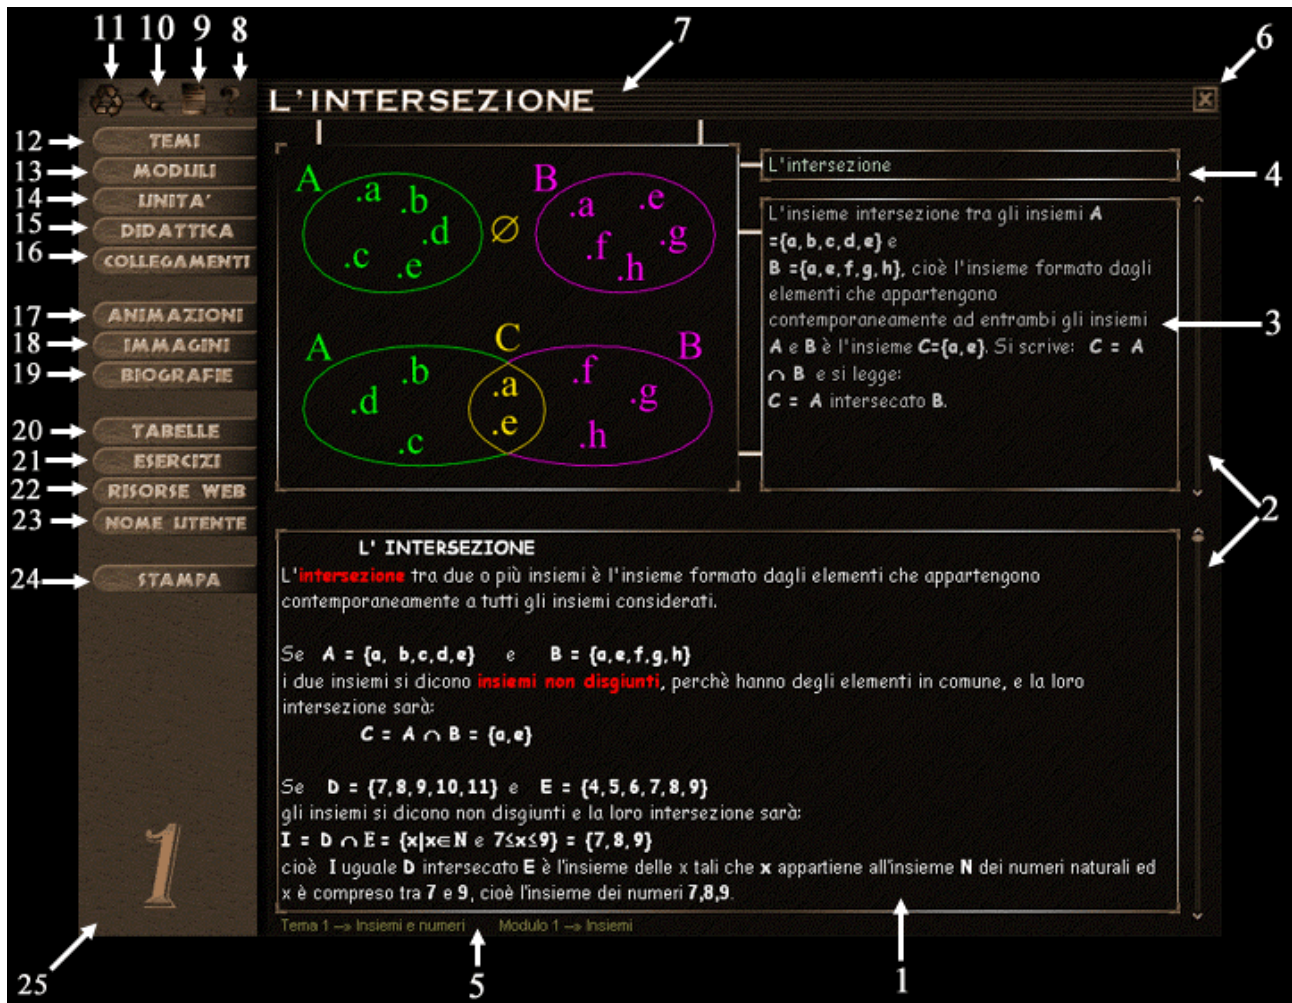 11 10 9 8 7 6
L'INTERSEZIONE
12 TEMI
13 MODULI
14 UNITA'
15 DIDATTICA
16 COLLEGAMENTI
17 ANIMAZIONI
18 IMMAGINI
19 BIOGRAFIE
20 TABELLE
21 ESERCIZI
22 RISORSE WEB
23 NOME UTENTE
24 STAMPA
1
25
A .a .b .d .c .e
∅
B .a .e .f .g .h
A .b .d .c
C .a .e
B .f .g .h
L'intersezione
4
L'insieme intersezione tra gli insiemi A
={a,b,c,d,e} e
B ={a,e,f,g,h}, cioè l'insieme formato dagli
elementi che appartengono
contemporaneamente ad entrambi gli insiemi
A e B è l'insieme C={a,e}. Si scrive: C = A
∩ B e si legge:
C = A intersecato B.
3
2
L' INTERSEZIONE
L'intersezione tra due o più insiemi è l'insieme formato dagli elementi che appartengono
contemporaneamente a tutti gli insiemi considerati.
Se A = {a, b,c,d,e} e B = {a,e,f,g,h}
i due insiemi si dicono insiemi non disgiunti, perchè hanno degli elementi in comune, e la loro
intersezione sarà:
C = A ∩ B = {a,e}
Se D = {7,8,9,10,11} e E = {4,5,6,7,8,9}
gli insiemi si dicono non disgiunti e la loro intersezione sarà:
I = D ∩ E = {x|x∈N e 7≤x≤9} = {7,8,9}
cioè I uguale D intersecato E è l'insieme delle x tali che x appartiene all'insieme N dei numeri naturali ed
x è compreso tra 7 e 9, cioè l'insieme dei numeri 7,8,9.
Tema 1 --> Insiemi e numeri Modulo 1 --> Insiemi
5 1